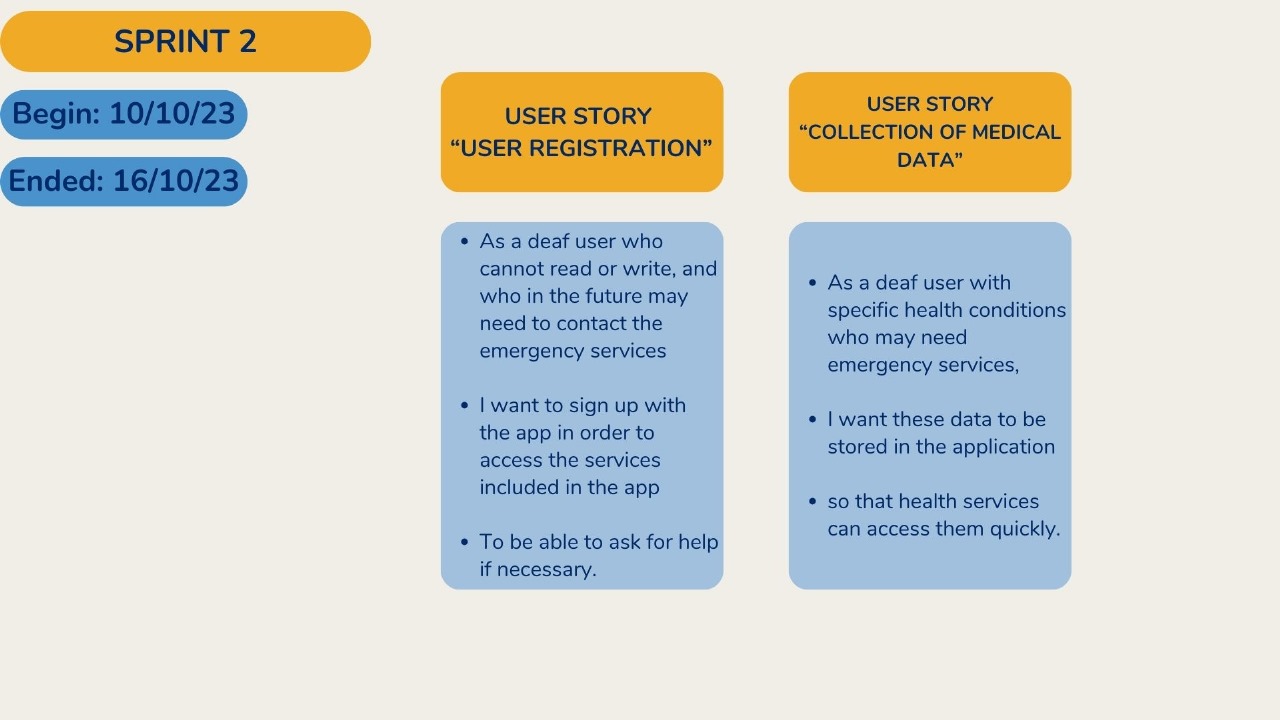 SPRINT 2
Begin: 10/10/23
Ended: 16/10/23
USER STORY
“USER REGISTRATION”
• As a deaf user who
cannot read or write, and
who in the future may
need to contact the
emergency services
• I want to sign up with
the app in order to
access the services
included in the app
• To be able to ask for help
if necessary.
USER STORY
“COLLECTION OF MEDICAL
DATA”
• As a deaf user with
specific health conditions
who may need
emergency services,
• I want these data to be
stored in the application
• so that health services
can access them quickly.